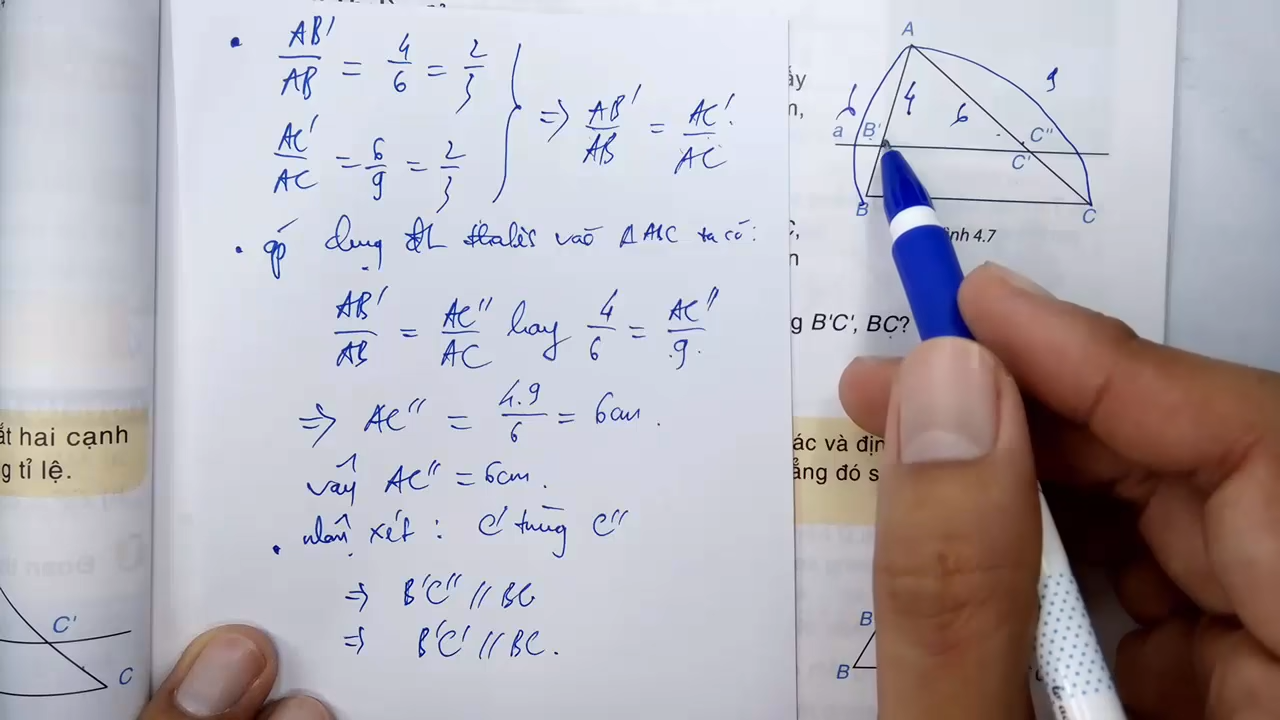 AB'/AB = 4/6 = 2/3
AC'/AC = 6/9 = 2/3
⇒ AB'/AB = AC'/AC
áp dụng ĐL thalès vào ΔABC ta có:
AB'/AB = AC''/AC hay 4/6 = AC''/9
⇒ AC'' = 4.9/6 = 6cm.
vậy AC'' = 6cm.
nhận xét : C' trùng C''
⇒ B'C'' // BC
⇒ B'C' // BC.
A
6
4
6
9
a
B'
C''
C'
B
C
4.7
g B'C', BC?
ắt hai cạnh
g tỉ lệ.
ác và địn
ẳng đó s
C'
C
B
B